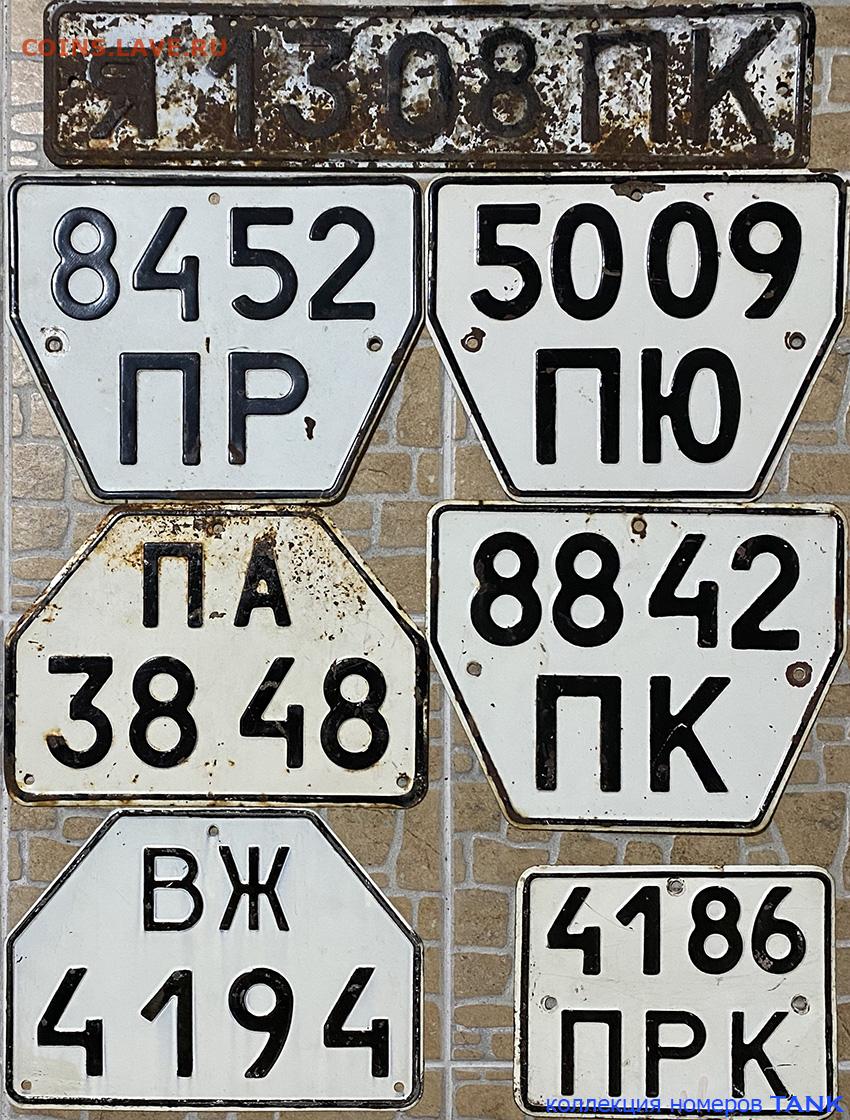 COINS.LAVE.RU
Я 1308 ПК
8452
ПР
5009
ПЮ
ПА
3848
8842
ПК
ВЖ
4194
4186
ПРК
коллекция номеров TANK